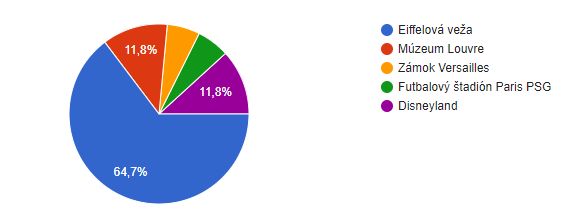 11,8%
11,8%
64,7%
Eiffelová veža
Múzeum Louvre
Zámok Versailles
Futbalový štadión Paris PSG
Disneyland